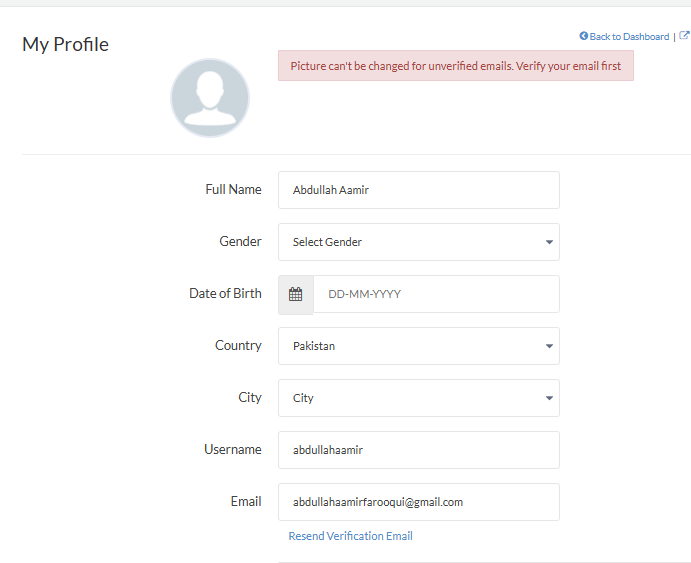 My Profile
Back to Dashboard |
Picture can't be changed for unverified emails. Verify your email first
Full Name Abdullah Aamir
Gender Select Gender
Date of Birth DD-MM-YYYY
Country Pakistan
City City
Username abdullahaamir
Email abdullahaamirfarooqui@gmail.com
Resend Verification Email